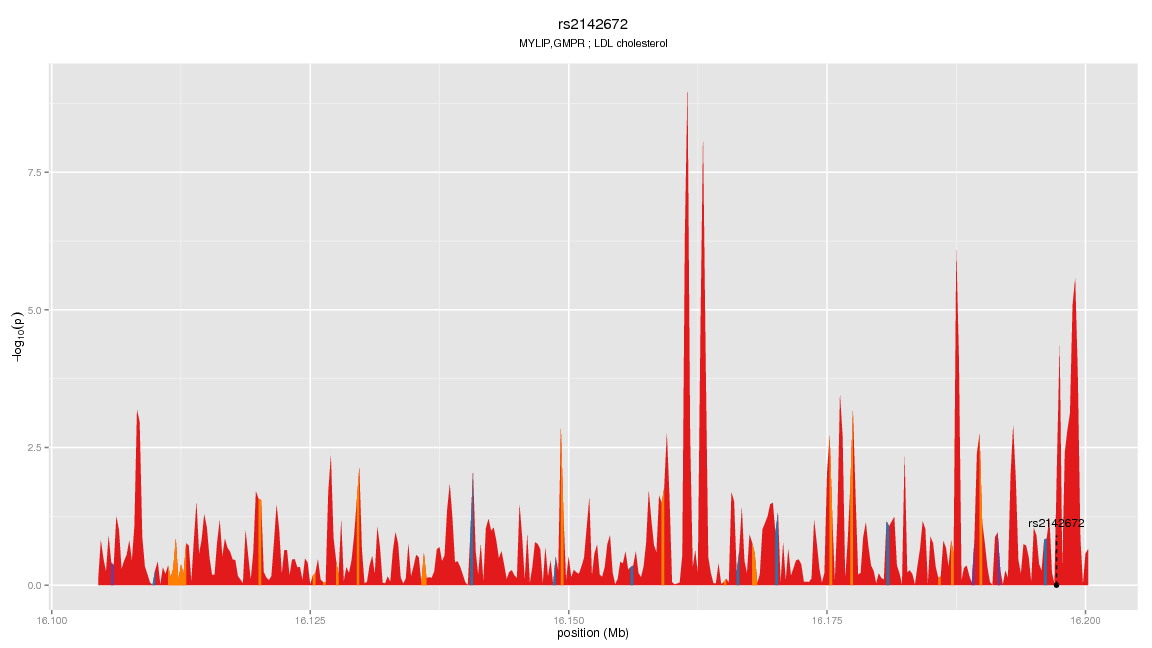 rs2142672
MYLIP,GMPR ; LDL cholesterol
7.5
5.0
2.5
0.0
−log10(p)
rs2142672
16.100 16.125 16.150 16.175 16.200
position (Mb)